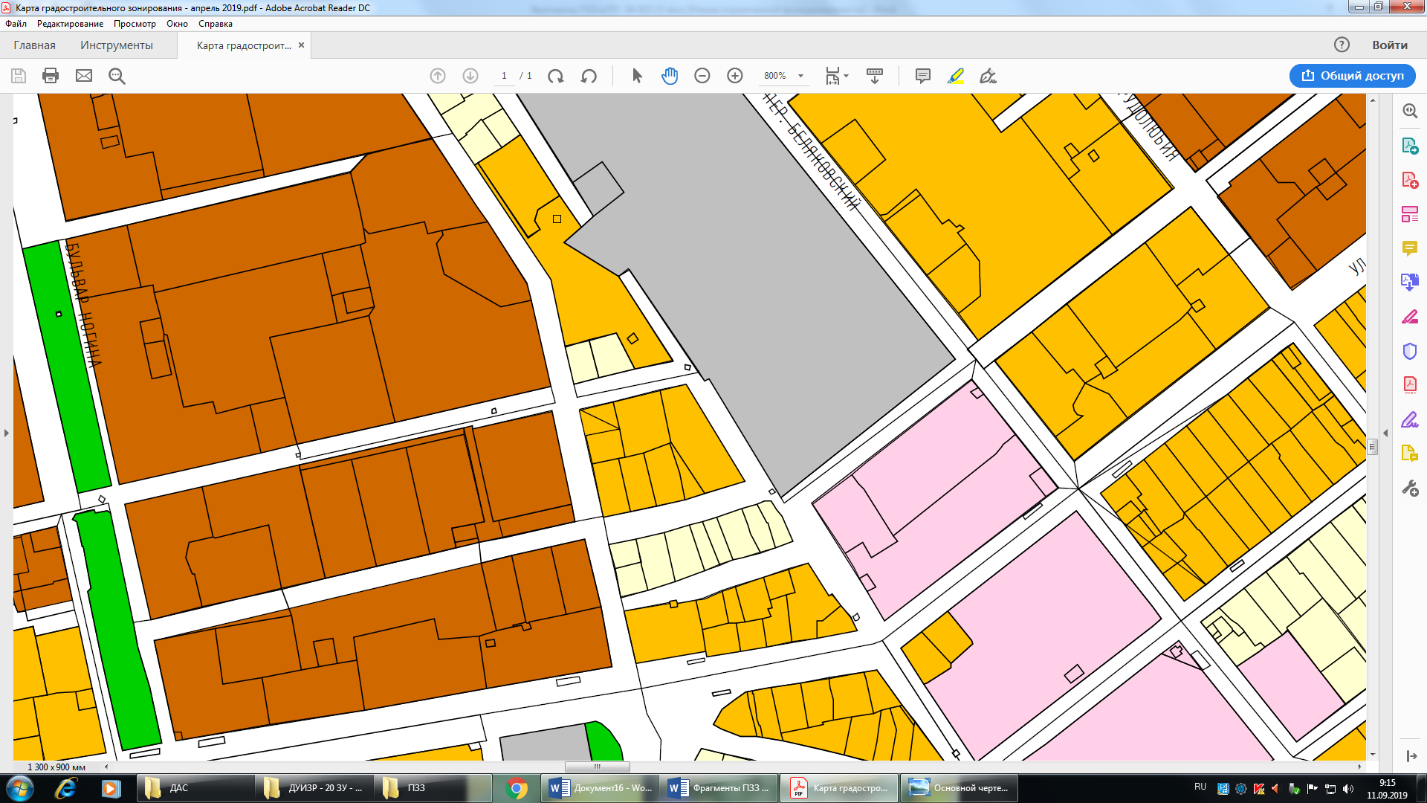 Карта градостроительного зонирования - апрель 2019.pdf - Adobe Acrobat Reader DC
Файл Редактирование Просмотр Окно Справка
Главная Инструменты Карта градостроит... ×
Войти
1 / 1
800%
Общий доступ
ПЕР. БЕЛЯКОВСКИЙ
БУЛЬВАР НОГИНА
УЛ
1 300 x 900 мм
ДАС
ДУИЗР - 20 ЗУ - ...
ПЗЗ
Документ16 - Wo...
Фрагменты ПЗЗ ...
Карта градостро...
Основной черте...
RU
9:15
11.09.2019